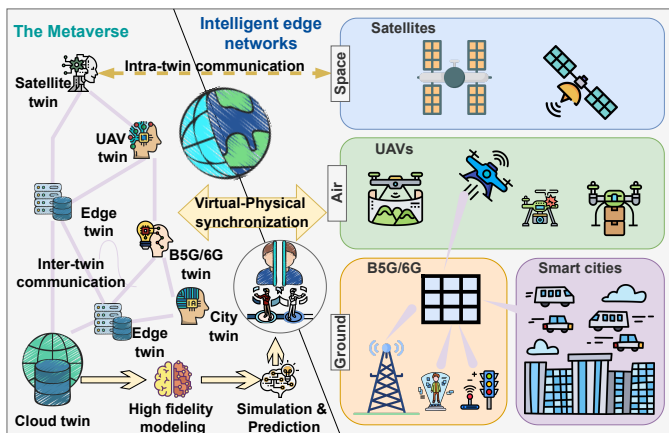 The Metaverse
Intelligent edge
networks
Satellites
Intra-twin communication
Space
Satellite
twin
UAV
twin
UAVs
Air
Edge
twin
Virtual-Physical
synchronization
B5G/6G
twin
Inter-twin
communication
Edge
twin
City
twin
B5G/6G
Smart cities
Ground
Cloud twin
High fidelity
modeling
Simulation &
Prediction